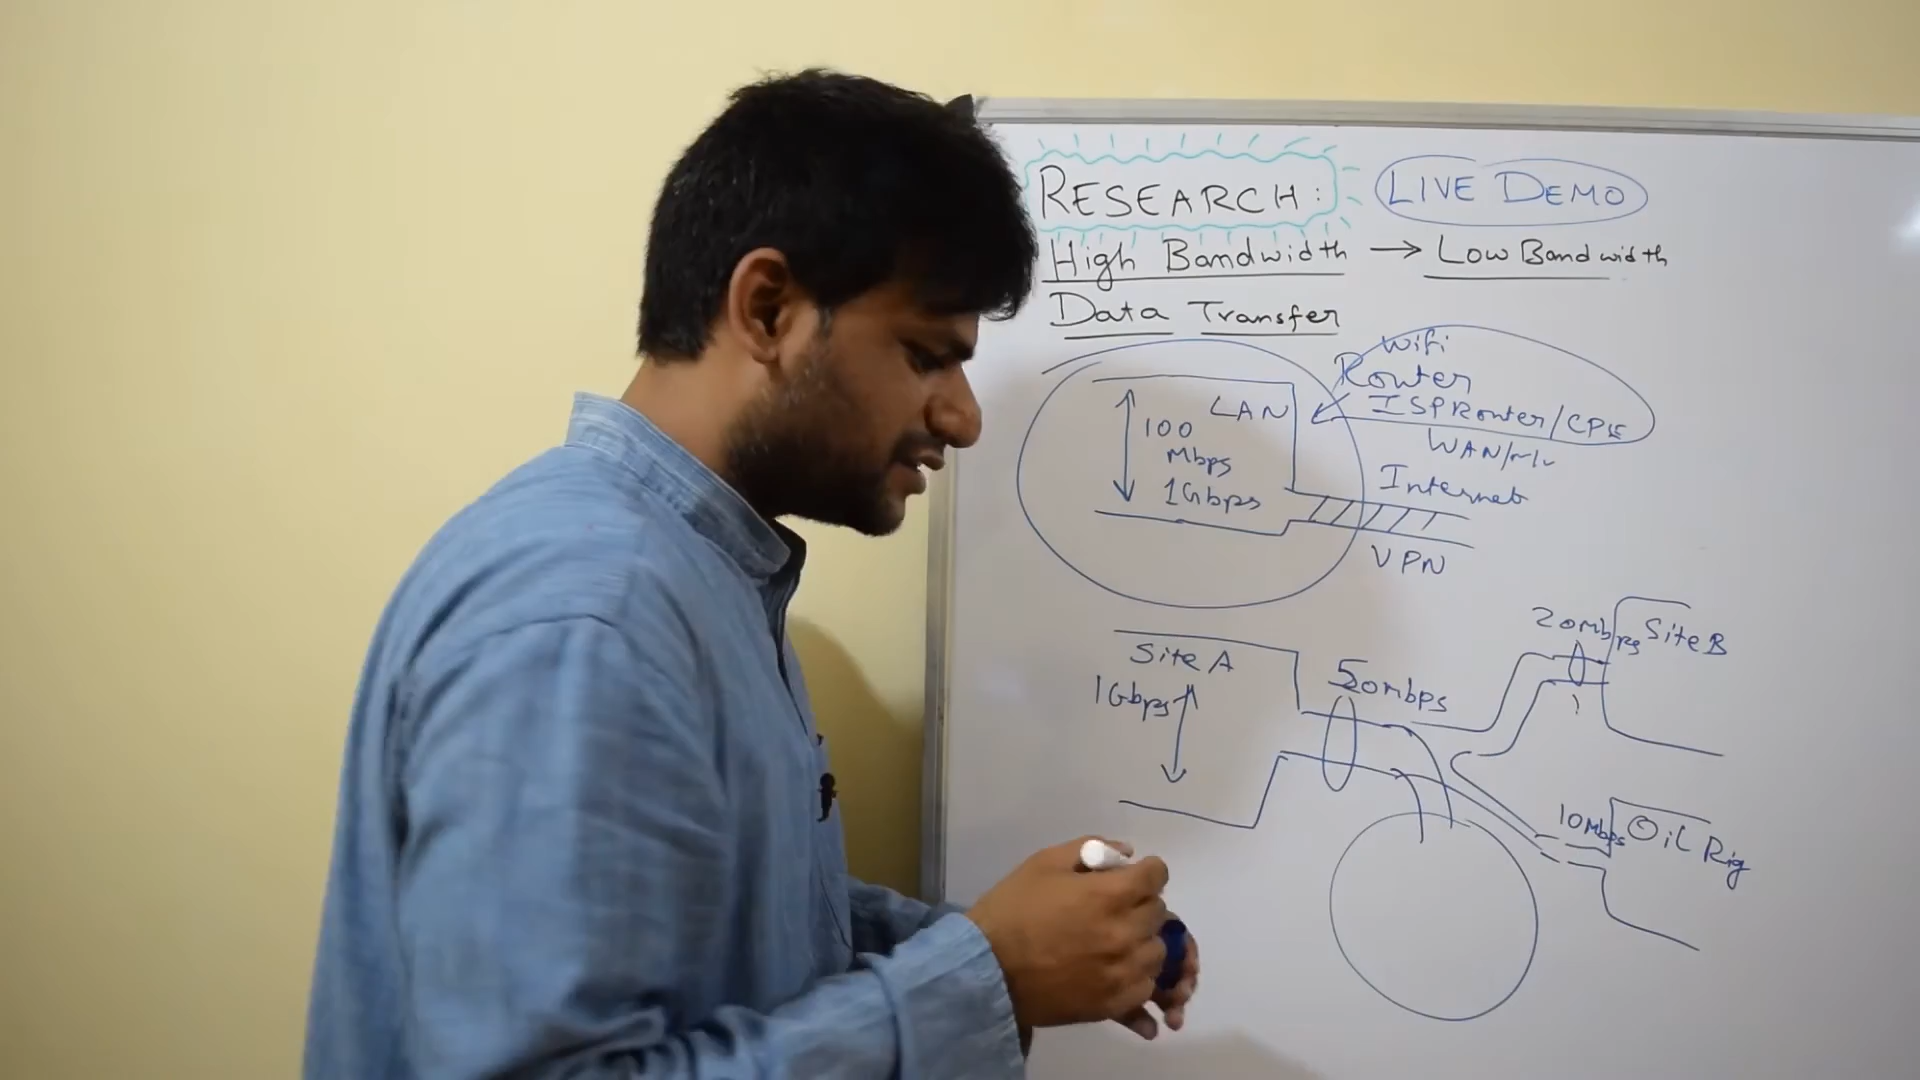 RESEARCH: LIVE DEMO
High Bandwidth → Low Bandwidth
Data Transfer
Wifi
Router
ISP Router/CPE
LAN
100
Mbps
1Gbps
WAN/
Internet
VPN
Site A
1Gbps
50mbps
20mbps Site B
10Mbps Oil Rig